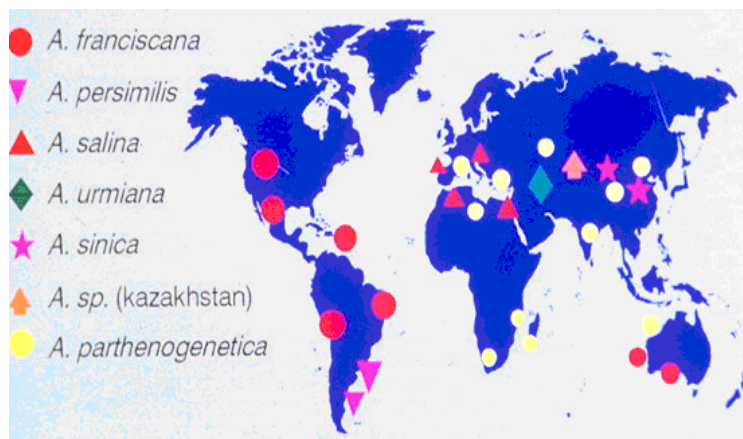 A. franciscana
A. persimilis
A. salina
A. urmiana
A. sinica
A. sp. (kazakhstan)
A. parthenogenetica